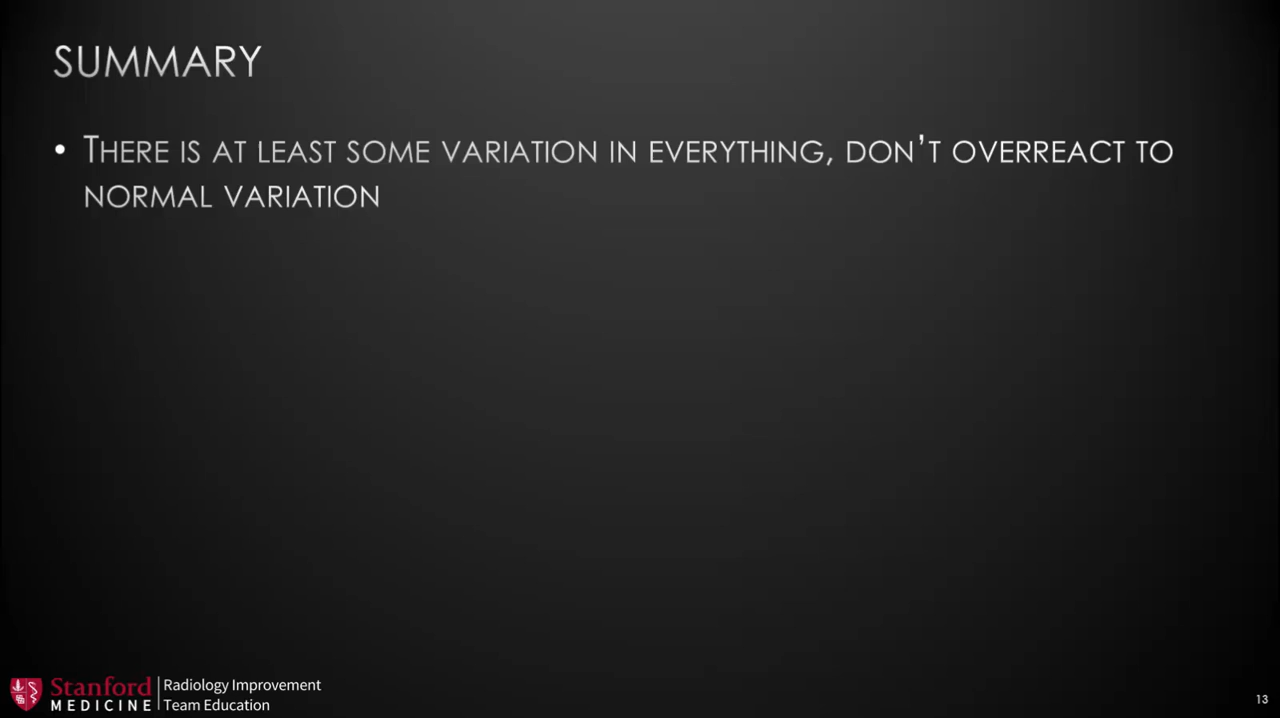 SUMMARY
• THERE IS AT LEAST SOME VARIATION IN EVERYTHING, DON’T OVERREACT TO
NORMAL VARIATION
Stanford
MEDICINE
Radiology Improvement
Team Education
13